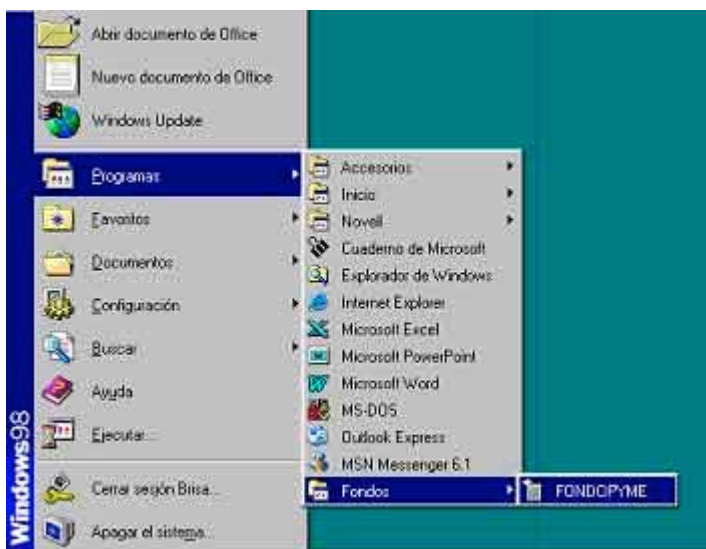 Abrir documento de Office
Nuevo documento de Office
Windows Update
Programas
Favoritos
Documentos
Configuración
Buscar
Ayuda
Ejecutar...
Cerrar sesión Brisa...
Apagar el sistema...
Windows98
Accesorios
Inicio
Novell
Cuaderno de Microsoft
Explorador de Windows
Internet Explorer
Microsoft Excel
Microsoft PowerPoint
Microsoft Word
MS-DOS
Outlook Express
MSN Messenger 6.1
Fondos
FONDOPYME